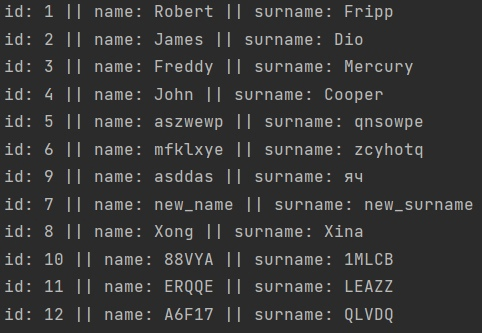 id: 1 || name: Robert || surname: Fripp
id: 2 || name: James || surname: Dio
id: 3 || name: Freddy || surname: Mercury
id: 4 || name: John || surname: Cooper
id: 5 || name: aszwewp || surname: qnsowpe
id: 6 || name: mfklxye || surname: zcyhotq
id: 9 || name: asddas || surname: яч
id: 7 || name: new_name || surname: new_surname
id: 8 || name: Xong || surname: Xina
id: 10 || name: 88VYA || surname: 1MLCB
id: 11 || name: ERQQE || surname: LEAZZ
id: 12 || name: A6F17 || surname: QLVDQ